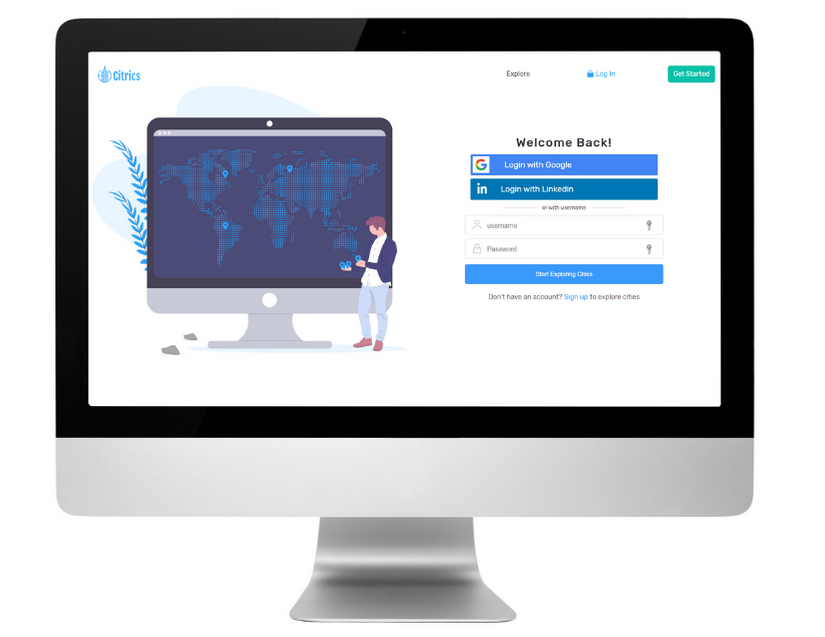 Citrics
Explore
Log In
Get Started
Welcome Back!
Login with Google
in
Login with Linkedin
or with username
username
Password
Start Exploring Cities
Don't have an account? Sign up to explore cities